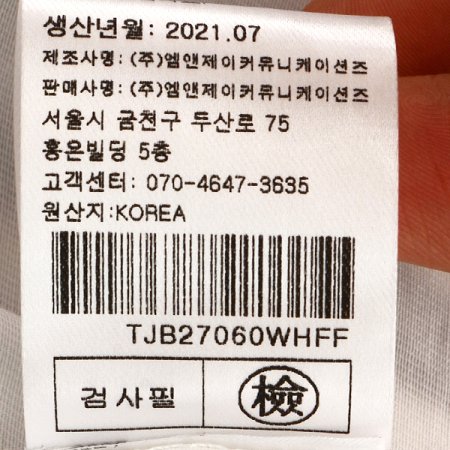 생산년월: 2021.07
제조사명: (주)엠앤제이커뮤니케이션즈
판매사명: (주)엠앤제이커뮤니케이션즈
서울시 금천구 두산로 75
홍은빌딩 5층
고객센터: 070-4647-3635
원산지:KOREA
TJB27060WHFF
검사필 檢